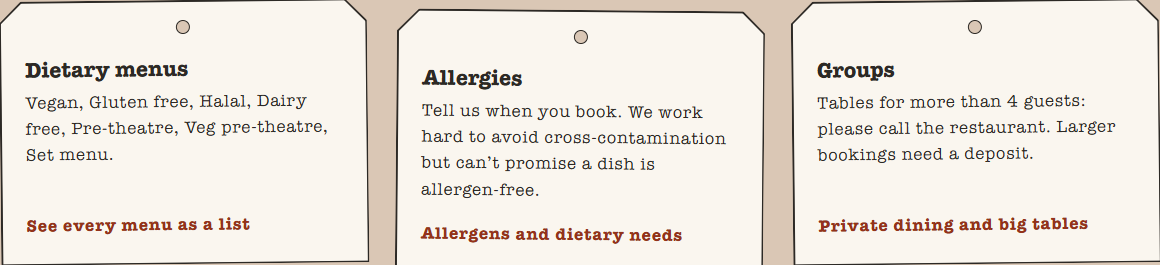 Dietary menus
Vegan, Gluten free, Halal, Dairy
free, Pre-theatre, Veg pre-theatre,
Set menu.
See every menu as a list
Allergies
Tell us when you book. We work
hard to avoid cross-contamination
but can’t promise a dish is
allergen-free.
Allergens and dietary needs
Groups
Tables for more than 4 guests:
please call the restaurant. Larger
bookings need a deposit.
Private dining and big tables